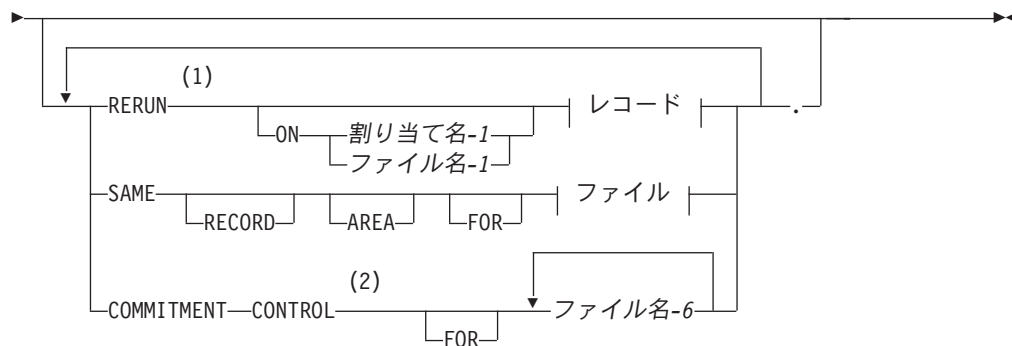 (1)
RERUN レコード .
ON 割り当て名-1
ファイル名-1
SAME ファイル
RECORD AREA FOR
(2)
COMMITMENT CONTROL ファイル名-6
FOR